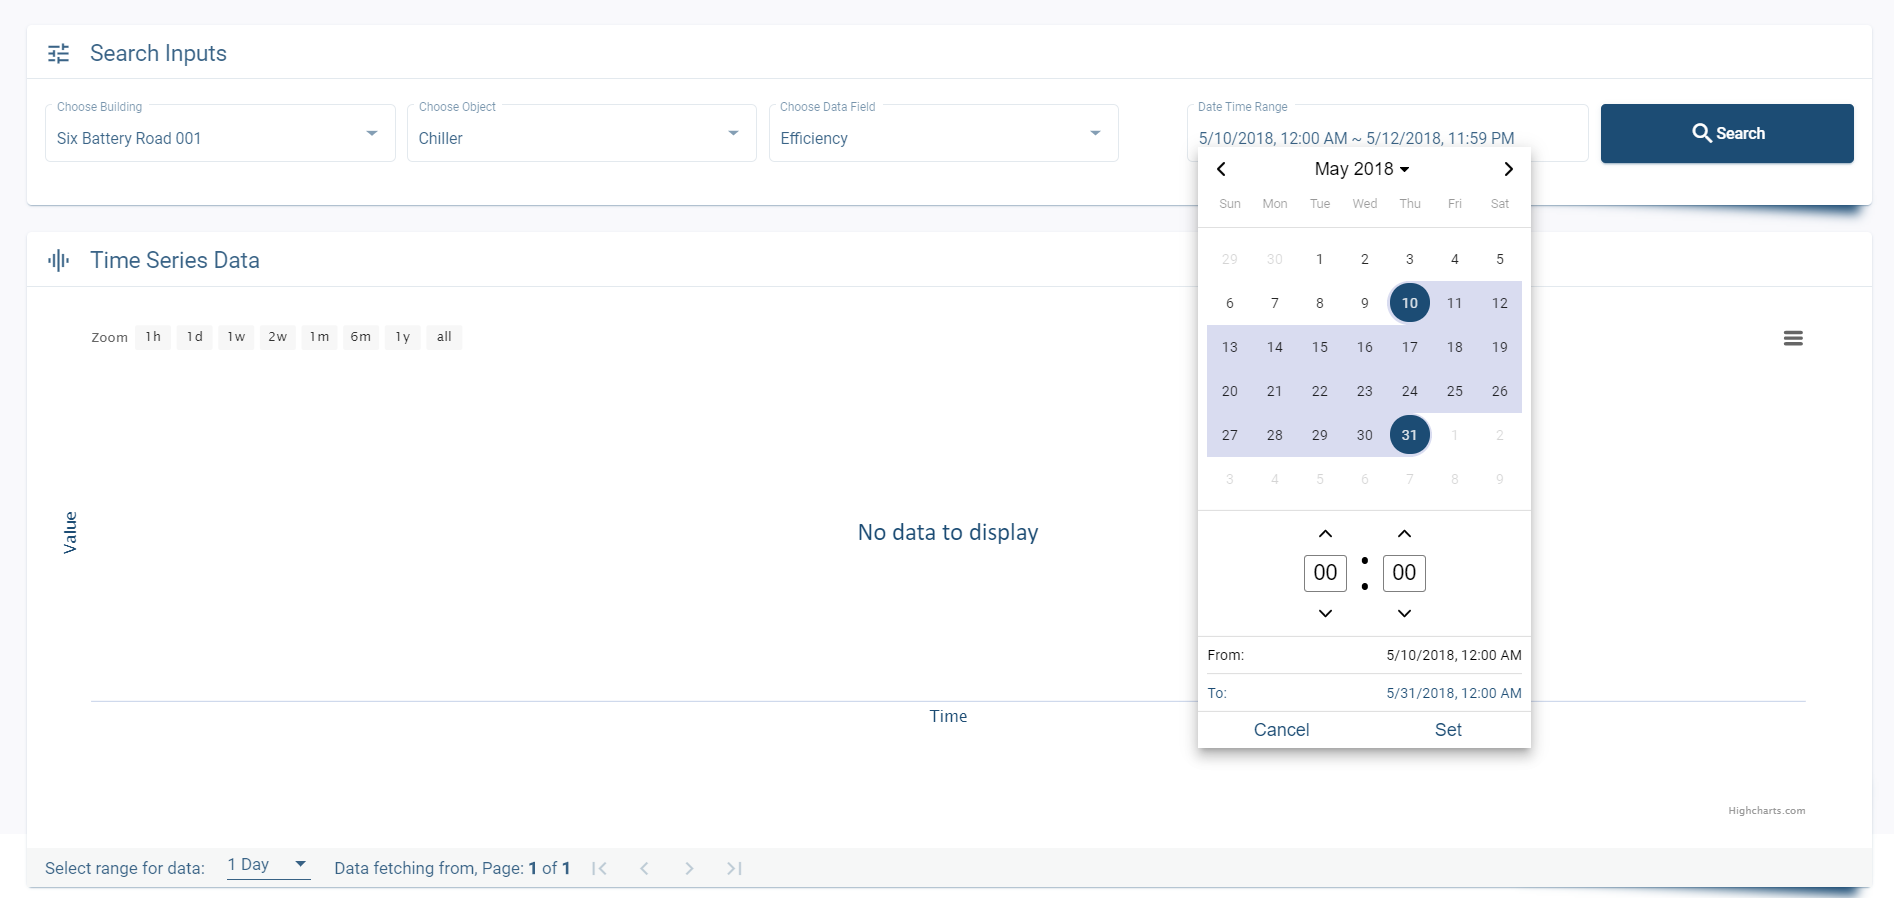 Search Inputs
Choose Building
Six Battery Road 001
Choose Object
Chiller
Choose Data Field
Efficiency
Date Time Range
5/10/2018, 12:00 AM ~ 5/12/2018, 11:59 PM
Search
May 2018
Sun Mon Tue Wed Thu Fri Sat
29 30 1 2 3 4 5
6 7 8 9 10 11 12
13 14 15 16 17 18 19
20 21 22 23 24 25 26
27 28 29 30 31 1 2
3 4 5 6 7 8 9
00 : 00
From: 5/10/2018, 12:00 AM
To: 5/31/2018, 12:00 AM
Cancel Set
Time Series Data
Zoom 1h 1d 1w 2w 1m 6m 1y all
Value
No data to display
Time
Highcharts.com
Select range for data: 1 Day Data fetching from, Page: 1 of 1